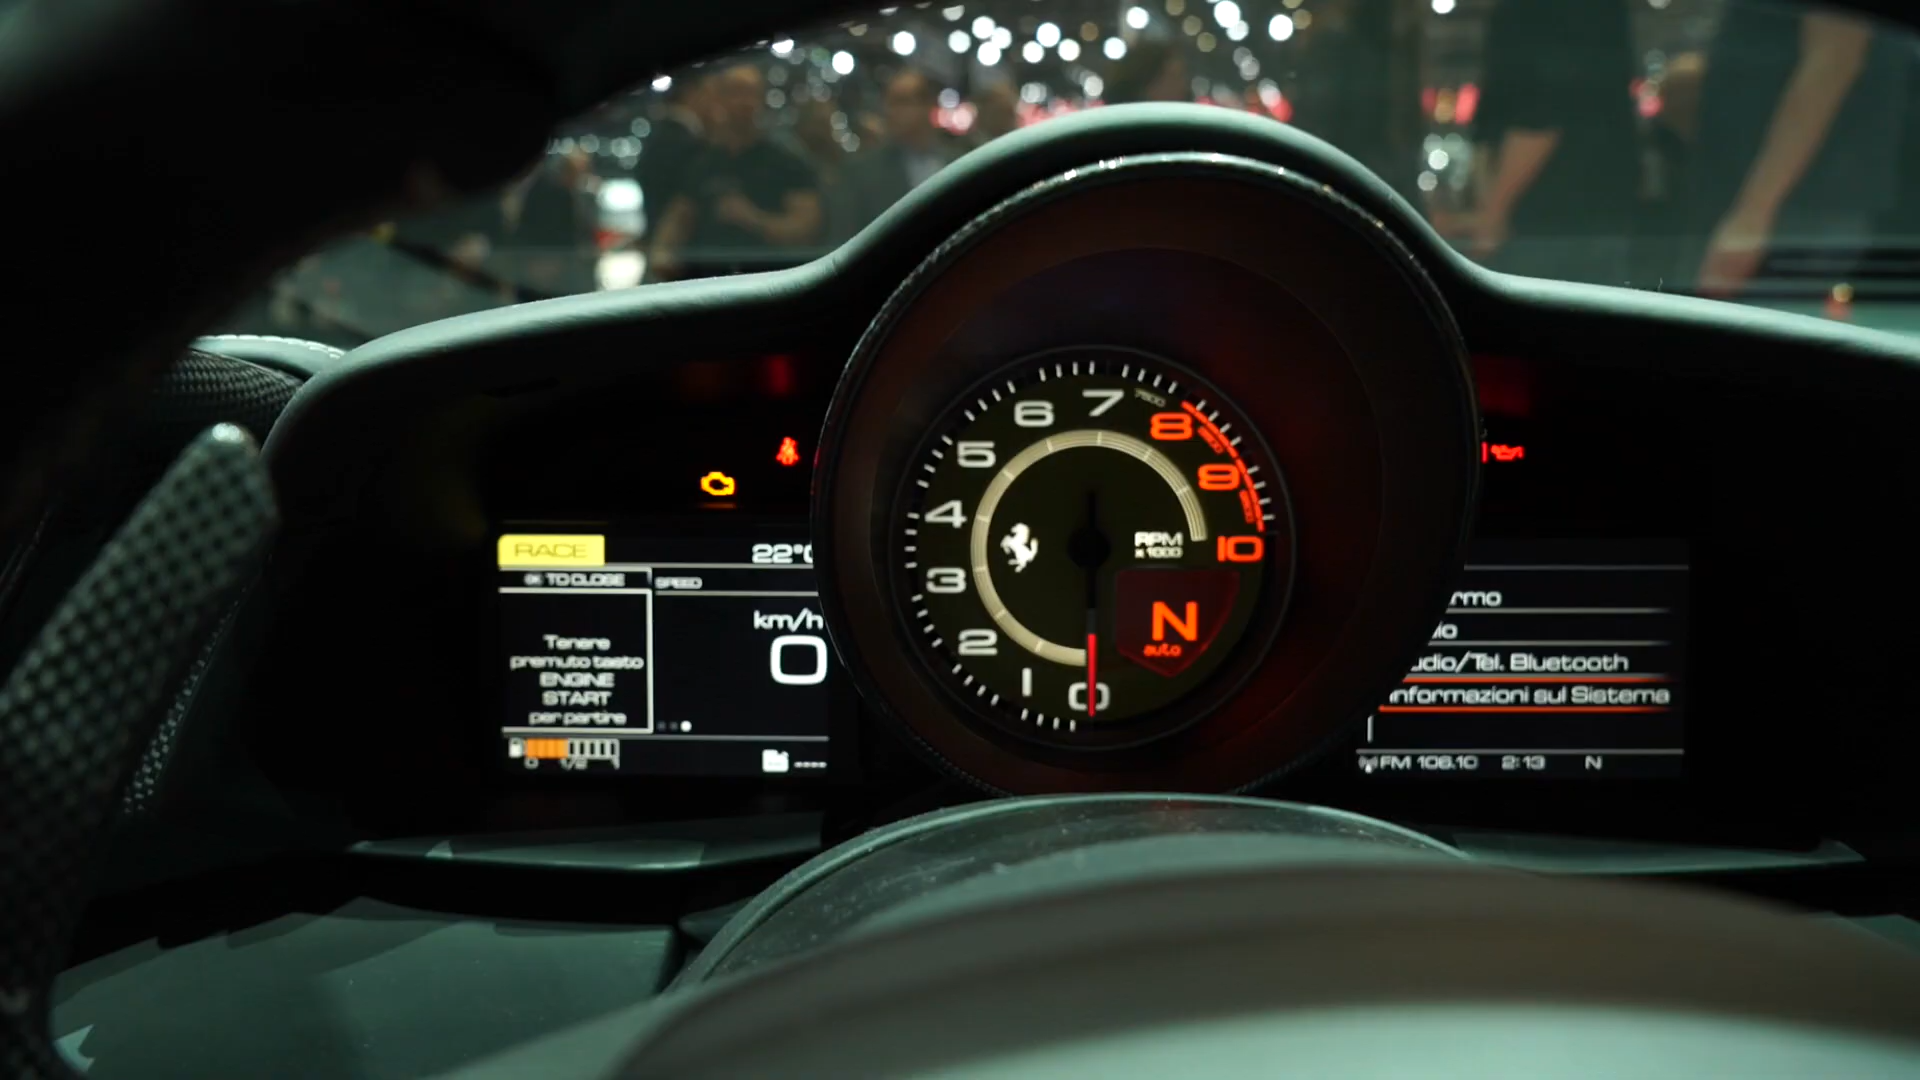 RACE
22°C
TO CLOSE
SPEED
Tenere
premuto tasto
ENGINE
START
per partire
km/h
0
0 1/2 1
----
0
1
2
3
4
5
6
7
8
9
10
RPM
x 1000
N
auto
rmo
io
udio/Tel. Bluetooth
nformazioni sul Sistema
FM 106.10 2:13 N